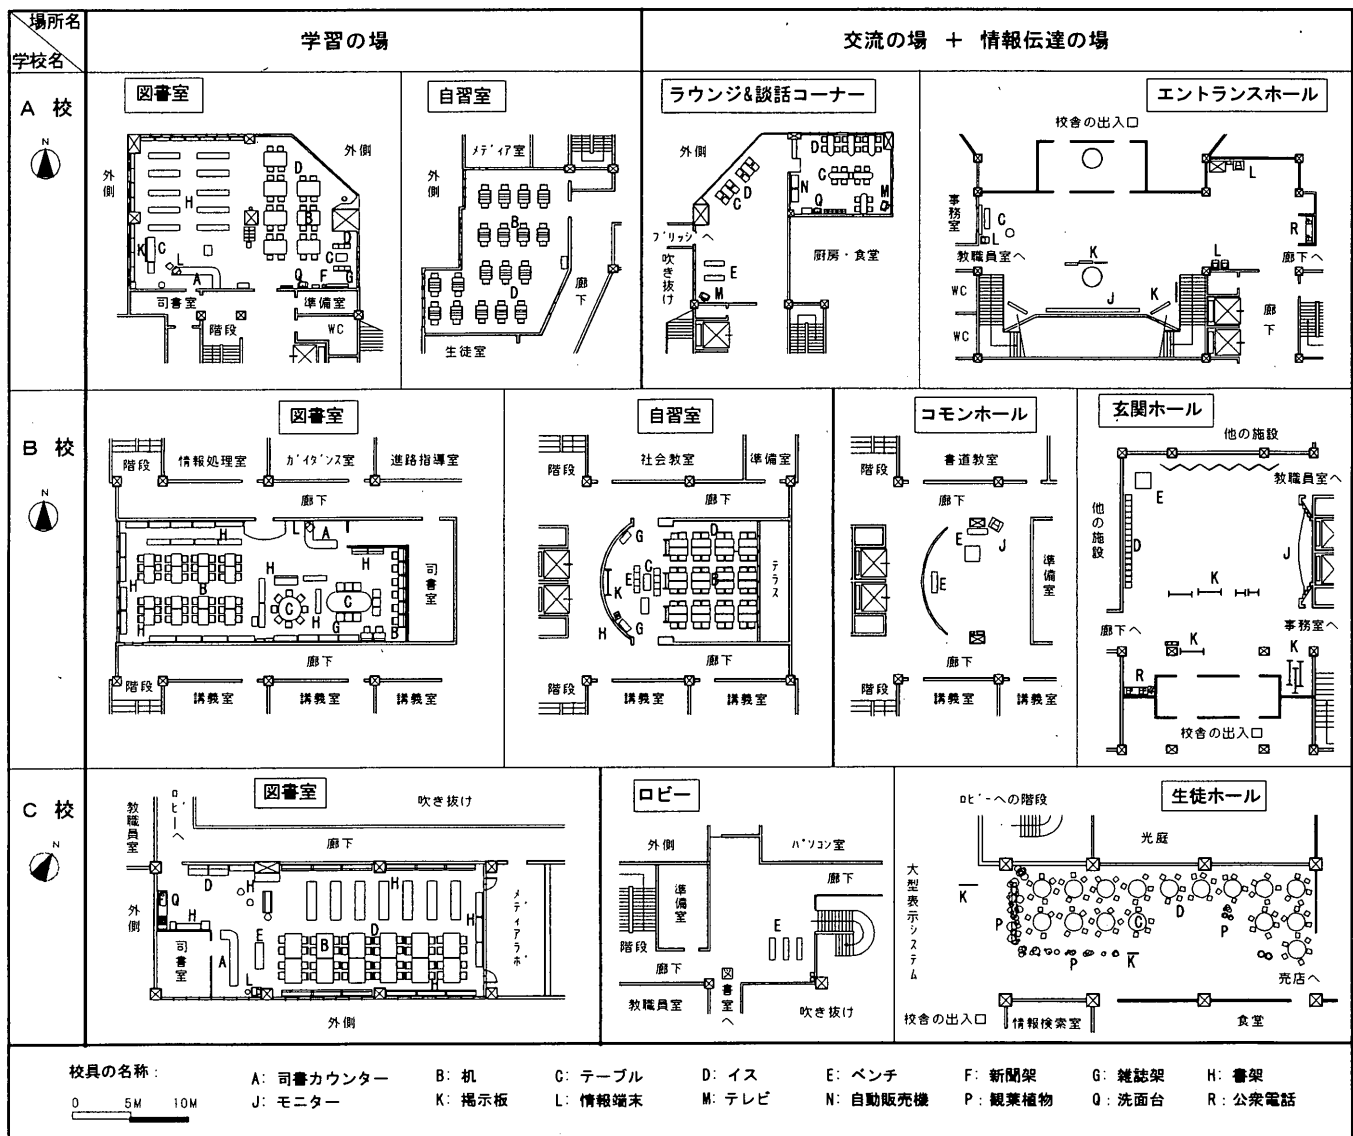 場所名
学校名
学習の場
交流の場 + 情報伝達の場
A 校
N
図書室
外側
外側
D
H
B
K
C
L
A
D
C
Q
F
G
司書室
準備室
階段
WC
自習室
メディア室
外側
B
D
廊下
生徒室
ラウンジ&談話コーナー
外側
D
C
D
C
N
Q
M
ブリッジへ
吹き抜け
E
M
厨房・食堂
エントランスホール
校舎の出入口
L
事務室
C
L
K
R
教職員室へ
L
廊下へ
WC
J
K
WC
廊下
B 校
N
図書室
階段
情報処理室
ガイダンス室
進路指導室
廊下
H
L
A
H
H
H
B
C
C
H
H
G
B
司書室
廊下
階段
講義室
講義室
講義室
自習室
階段
社会教室
準備室
廊下
G
D
C
E
B
K
G
H
テラス
廊下
階段
講義室
講義室
コモンホール
階段
書道教室
廊下
E
J
E
準備室
廊下
階段
講義室
講義室
玄関ホール
他の施設
教職員室へ
E
他の施設
D
J
K
廊下へ
事務室へ
K
K
R
校舎の出入口
C 校
N
図書室
教職員室
ロビーへ
吹き抜け
廊下
D
H
H
Q
H
H
外側
E
B
D
メディアラボ
司書室
A
L
H
外側
ロビー
外側
パソコン室
準備室
廊下
E
階段
廊下
教職員室
書室へ
吹き抜け
生徒ホール
ロビーへの階段
光庭
大型表示システム
K
D
P
C
P
P
K
売店へ
校舎の出入口
情報検索室
食堂
校具の名称:
A: 司書カウンター
B: 机
C: テーブル
D: イス
E: ベンチ
F: 新聞架
G: 雑誌架
H: 書架
0 5M 10M
J: モニター
K: 掲示板
L: 情報端末
M: テレビ
N: 自動販売機
P: 観葉植物
Q: 洗面台
R: 公衆電話